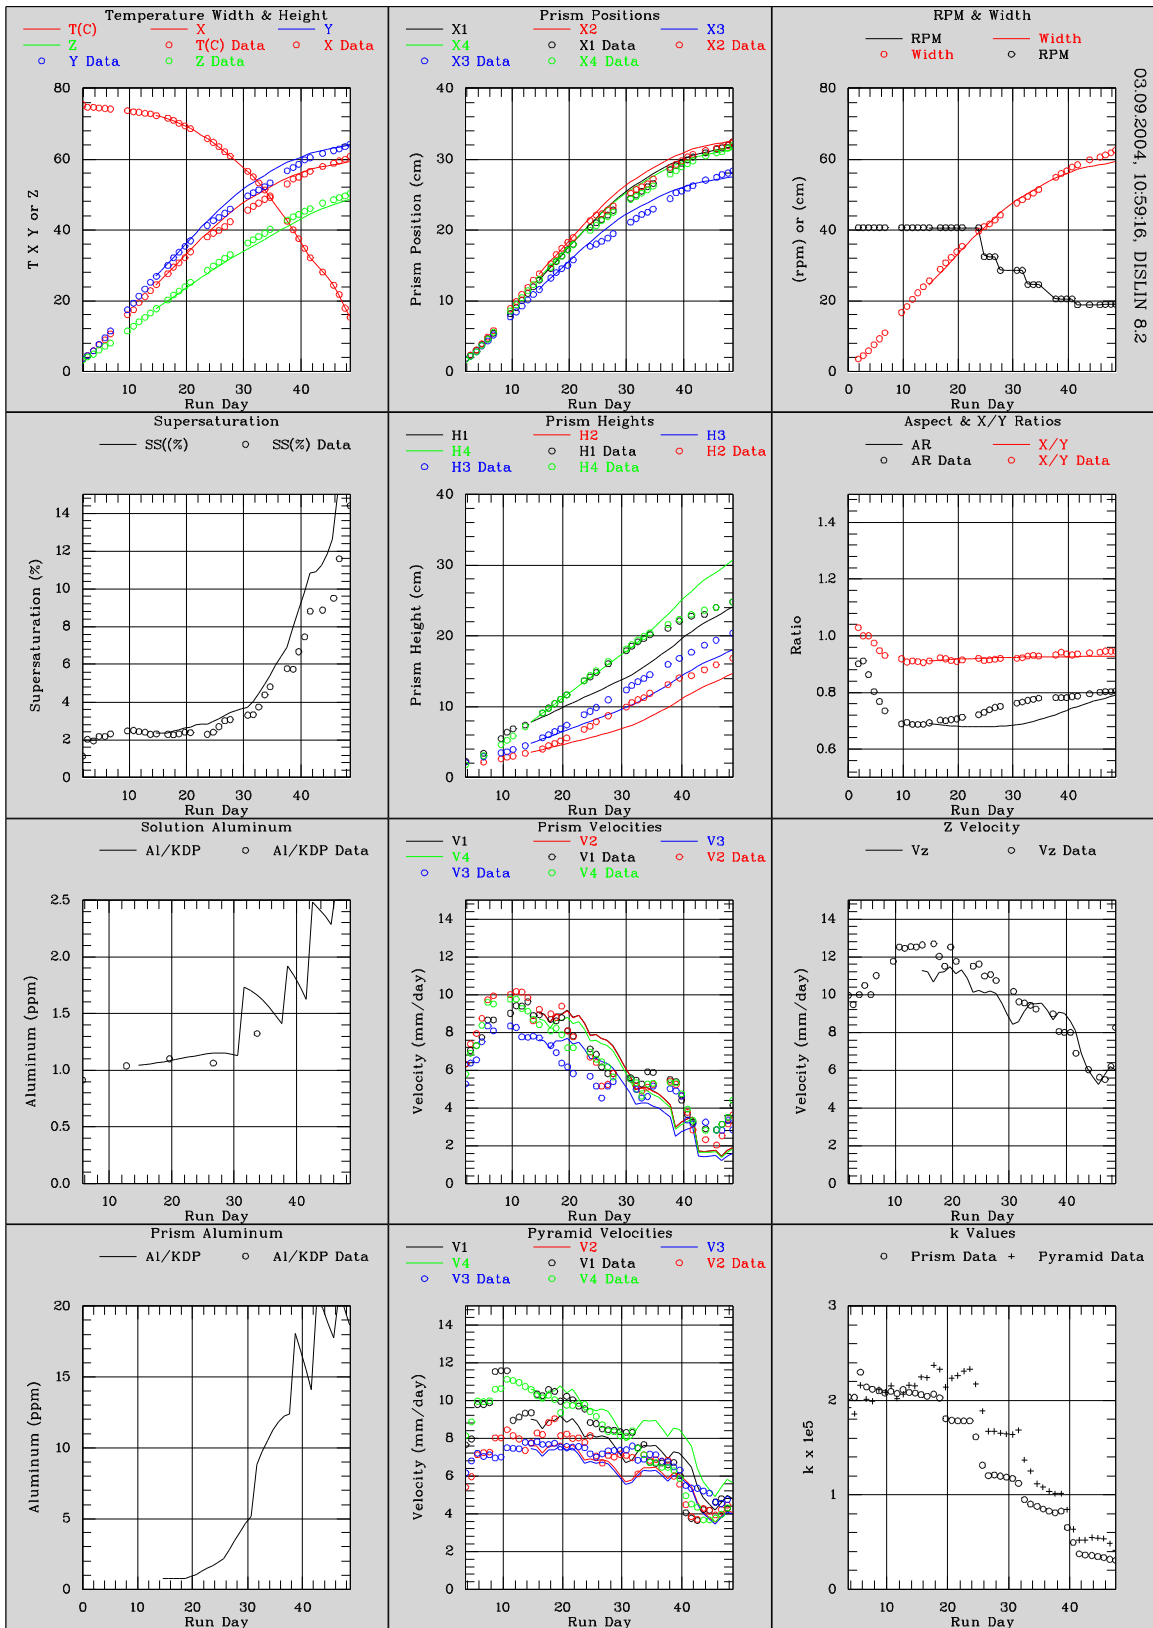 Temperature Width & Height
T(C) X Y
Z T(C) Data X Data
Y Data Z Data
80
60
40
20
0
T X Y or Z
10 20 30 40
Run Day
Prism Positions
X1 X2 X3
X4 X1 Data X2 Data
X3 Data X4 Data
40
30
20
10
0
Prism Position (cm)
10 20 30 40
Run Day
RPM & Width
RPM Width
Width RPM
80
60
40
20
0
(rpm) or (cm)
0 10 20 30 40
Run Day
03.09.2004, 10:59:16, DISLIN 8.2
Supersaturation
SS((%) SS(%) Data
14
12
10
8
6
4
2
0
Supersaturation (%)
10 20 30 40
Run Day
Prism Heights
H1 H2 H3
H4 H1 Data H2 Data
H3 Data H4 Data
40
30
20
10
0
Prism Height (cm)
10 20 30 40
Run Day
Aspect & X/Y Ratios
AR X/Y
AR Data X/Y Data
1.4
1.2
1.0
0.8
0.6
Ratio
0 10 20 30 40
Run Day
Solution Aluminum
Al/KDP Al/KDP Data
2.5
2.0
1.5
1.0
0.5
0.0
Aluminum (ppm)
10 20 30 40
Run Day
Prism Velocities
V1 V2 V3
V4 V1 Data V2 Data
V3 Data V4 Data
14
12
10
8
6
4
2
0
Velocity (mm/day)
10 20 30 40
Run Day
Z Velocity
Vz Vz Data
14
12
10
8
6
4
2
0
Velocity (mm/day)
10 20 30 40
Run Day
Prism Aluminum
Al/KDP Al/KDP Data
20
15
10
5
0
Aluminum (ppm)
0 10 20 30 40
Run Day
Pyramid Velocities
V1 V2 V3
V4 V1 Data V2 Data
V3 Data V4 Data
14
12
10
8
6
4
2
0
Velocity (mm/day)
10 20 30 40
Run Day
k Values
Prism Data Pyramid Data
3
2
1
0
k x 1e5
10 20 30 40
Run Day